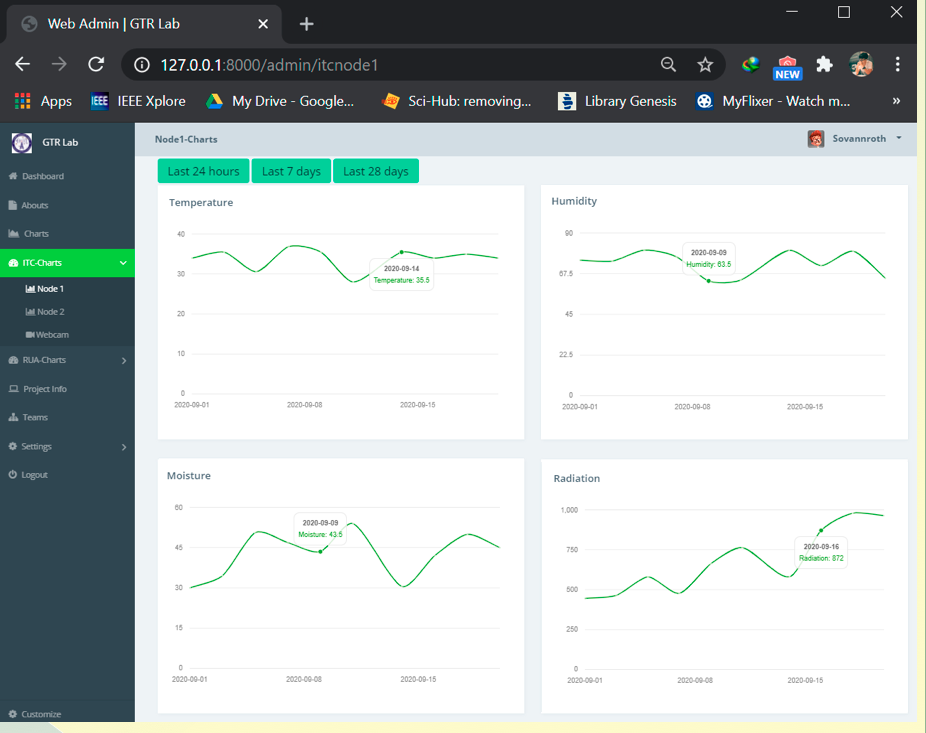 Web Admin | GTR Lab
127.0.0.1:8000/admin/itcnode1
NEW
Apps
IEEE IEEE Xplore
My Drive - Google...
Sci-Hub: removing...
Library Genesis
MyFlixer - Watch m...
»
GTR Lab
Dashboard
Abouts
Charts
ITC-Charts
Node 1
Node 2
Webcam
RUA-Charts
Project Info
Teams
Settings
Logout
Customize
Node1-Charts
Sovannroth
Last 24 hours
Last 7 days
Last 28 days
Temperature
40
30
20
10
0
2020-09-01
2020-09-08
2020-09-15
2020-09-14
Temperature: 35.5
Humidity
90
67.5
45
22.5
0
2020-09-01
2020-09-08
2020-09-15
2020-09-09
Humidity: 63.5
Moisture
60
45
30
15
0
2020-09-01
2020-09-08
2020-09-15
2020-09-09
Moisture: 43.5
Radiation
1,000
750
500
250
0
2020-09-01
2020-09-08
2020-09-15
2020-09-16
Radiation: 872